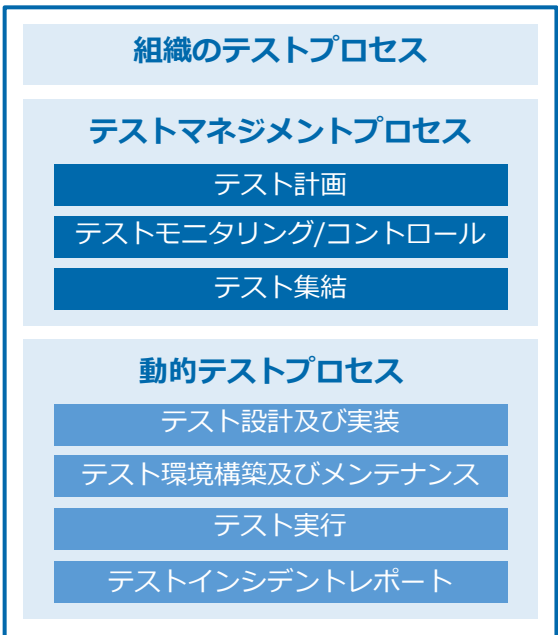 組織のテストプロセス
テストマネジメントプロセス
テスト計画
テストモニタリング/コントロール
テスト集結
動的テストプロセス
テスト設計及び実装
テスト環境構築及びメンテナンス
テスト実行
テストインシデントレポート